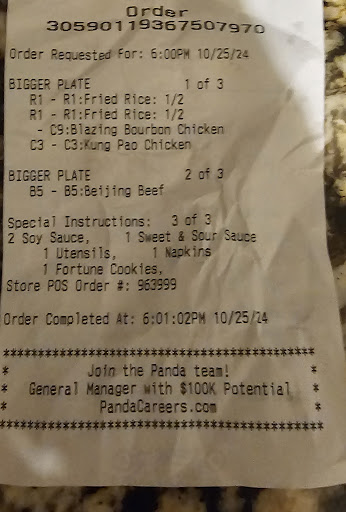 Order
30590119367507970
Order Requested For: 6:00PM 10/25/24
BIGGER PLATE 1 of 3
R1 - R1:Fried Rice: 1/2
R1 - R1:Fried Rice: 1/2
- C9:Blazing Bourbon Chicken
C3 - C3:Kung Pao Chicken
BIGGER PLATE 2 of 3
B5 - B5:Beijing Beef
Special Instructions: 3 of 3
2 Soy Sauce, 1 Sweet & Sour Sauce
1 Utensils, 1 Napkins
1 Fortune Cookies,
Store POS Order #: 963999
Order Completed At: 6:01:02PM 10/25/24
****************************************
* Join the Panda team! *
* General Manager with $100K Potential *
* PandaCareers.com *
****************************************